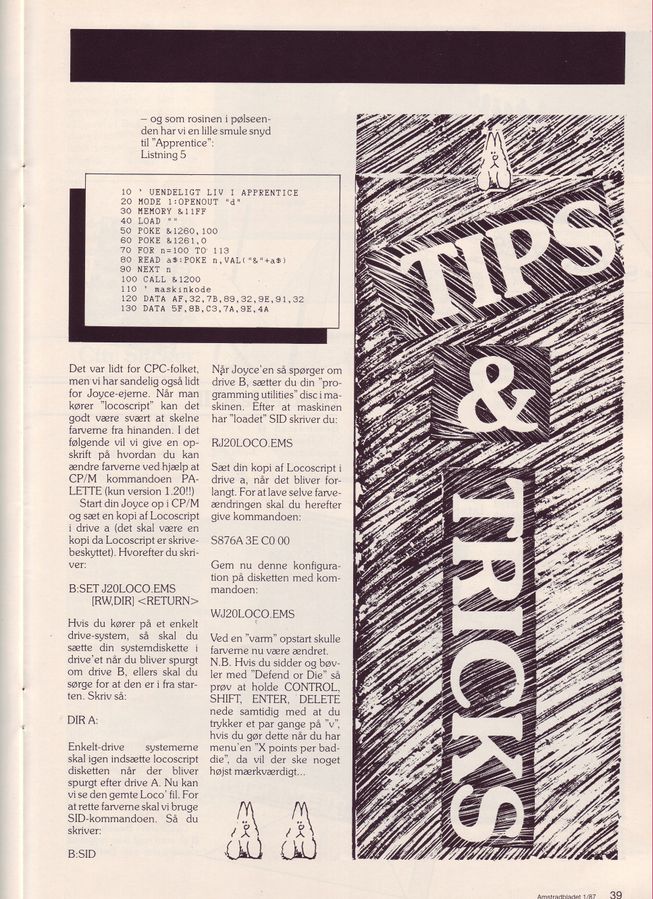 – og som rosinen i pølseen-
den har vi en lille smule snyd
til "Apprentice":
Listning 5
10 ' UENDELIGT LIV I APPRENTICE
20 MODE 1:OPENOUT "d"
30 MEMORY &11FF
40 LOAD ""
50 POKE &1260,100
60 POKE &1261,0
70 FOR n=100 TO 113
80 READ a$:POKE n,VAL("&"+a$)
90 NEXT n
100 CALL &1200
110 ' maskinkode
120 DATA AF,32,7B,89,32,9E,91,32
130 DATA 5F,8B,C3,7A,9E,4A
Det var lidt for CPC-folket,
men vi har sandelig også lidt
for Joyce-ejerne. Når man
kører "locoscript" kan det
godt være svært at skelne
farverne fra hinanden. I det
følgende vil vi give en op-
skrift på hvordan du kan
ændre farverne ved hjælp at
CP/M kommandoen PA-
LETTE (kun version 1.20!!)
Start din Joyce op i CP/M
og sæt en kopi af Locoscript
i drive a (det skal være en
kopi da Locoscript er skrive-
beskyttet). Hvorefter du skri-
ver:
B:SET J20LOCO.EMS
[RW,DIR] <RETURN>
Hvis du kører på et enkelt
drive-system, så skal du
sætte din systemdiskette i
drive'et når du bliver spurgt
om drive B, ellers skal du
sørge for at den er i fra star-
ten. Skriv så:
DIR A:
Enkelt-drive systemerne
skal igen indsætte locoscript
disketten når der bliver
spurgt efter drive A. Nu kan
vi se den gemte Loco' fil. For
at rette farverne skal vi bruge
SID-kommandoen. Så du
skriver:
B:SID
Når Joyce'en så spørger om
drive B, sætter du din "pro-
gramming utilities" disc i ma-
skinen. Efter at maskinen
har "loadet" SID skriver du:
RJ20LOCO.EMS
Sæt din kopi af Locoscript i
drive a, når det bliver for-
langt. For at lave selve farve-
ændringen skal du herefter
give kommandoen:
S876A 3E C0 00
Gem nu denne konfigura-
tion på disketten med kom-
mandoen:
WJ20LOCO.EMS
Ved en "varm" opstart skulle
farverne nu være ændret.
N.B. Hvis du sidder og bøv-
ler med "Defend or Die" så
prøv at holde CONTROL,
SHIFT, ENTER, DELETE
nede samtidig med at du
trykker et par gange på "v",
hvis du gør dette når du har
menu'en "X points per bad-
die", da vil der ske noget
højst mærkværdigt...
TIPS
&
TRICKS
Amstradbladet 1/87 39